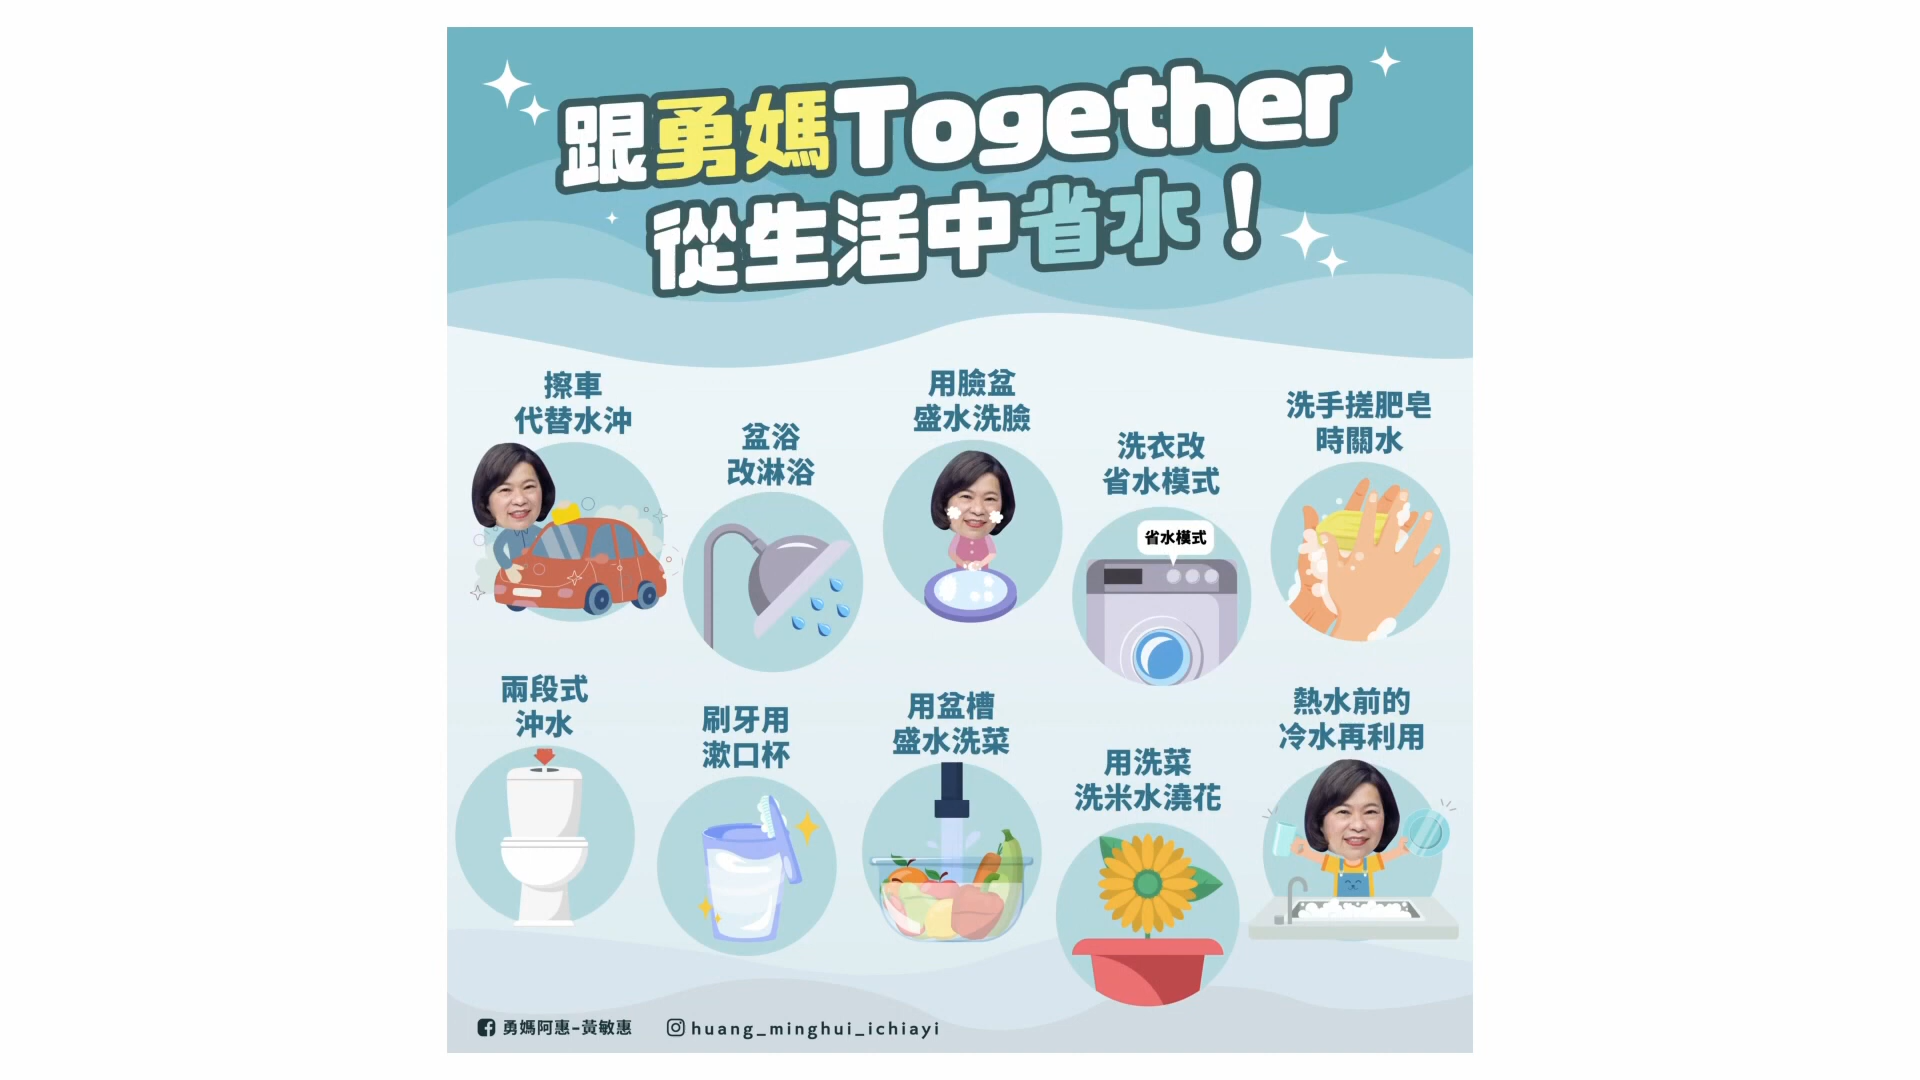 跟勇媽Together
從生活中省水！
擦車
代替水沖
盆浴
改淋浴
用臉盆
盛水洗臉
洗衣改
省水模式
省水模式
洗手搓肥皂
時關水
兩段式
沖水
刷牙用
漱口杯
用盆槽
盛水洗菜
用洗菜
洗米水澆花
熱水前的
冷水再利用
勇媽阿惠-黃敏惠
huang_minghui_ichiayi